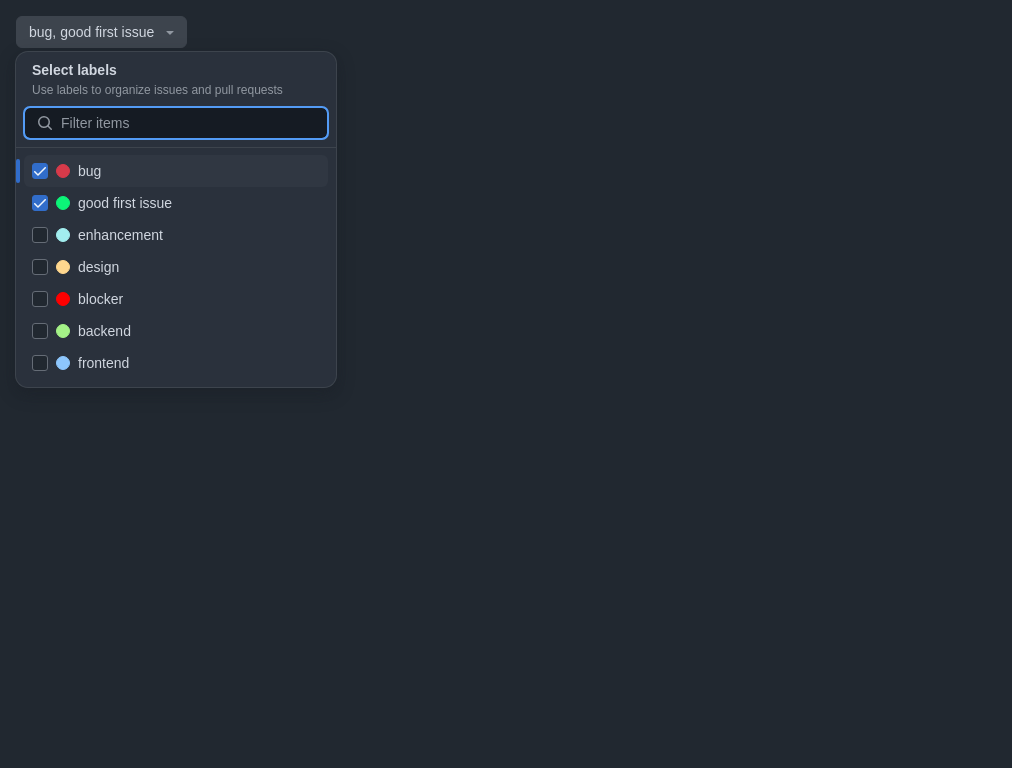 bug, good first issue
Select labels
Use labels to organize issues and pull requests
Filter items
bug
good first issue
enhancement
design
blocker
backend
frontend